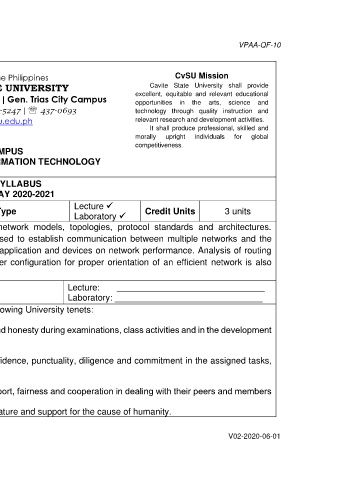 VPAA-QF-10
e Philippines
E UNIVERSITY
| Gen. Trias City Campus
-5247 | ☏ 437-0693
u.edu.ph
CvSU Mission
Cavite State University shall provide
excellent, equitable and relevant educational
opportunities in the arts, science and
technology through quality instruction and
relevant research and development activities.
It shall produce professional, skilled and
morally upright individuals for global
competitiveness.
MPUS
RMATION TECHNOLOGY
YLLABUS
AY 2020-2021
Type
Lecture ✓
Laboratory ✓
Credit Units
3 units
network models, topologies, protocol standards and architectures.
sed to establish communication between multiple networks and the
application and devices on network performance. Analysis of routing
er configuration for proper orientation of an efficient network is also
Lecture: ____________________
Laboratory: ____________________
owing University tenets:
d honesty during examinations, class activities and in the development
fidence, punctuality, diligence and commitment in the assigned tasks,
port, fairness and cooperation in dealing with their peers and members
ature and support for the cause of humanity.
V02-2020-06-01